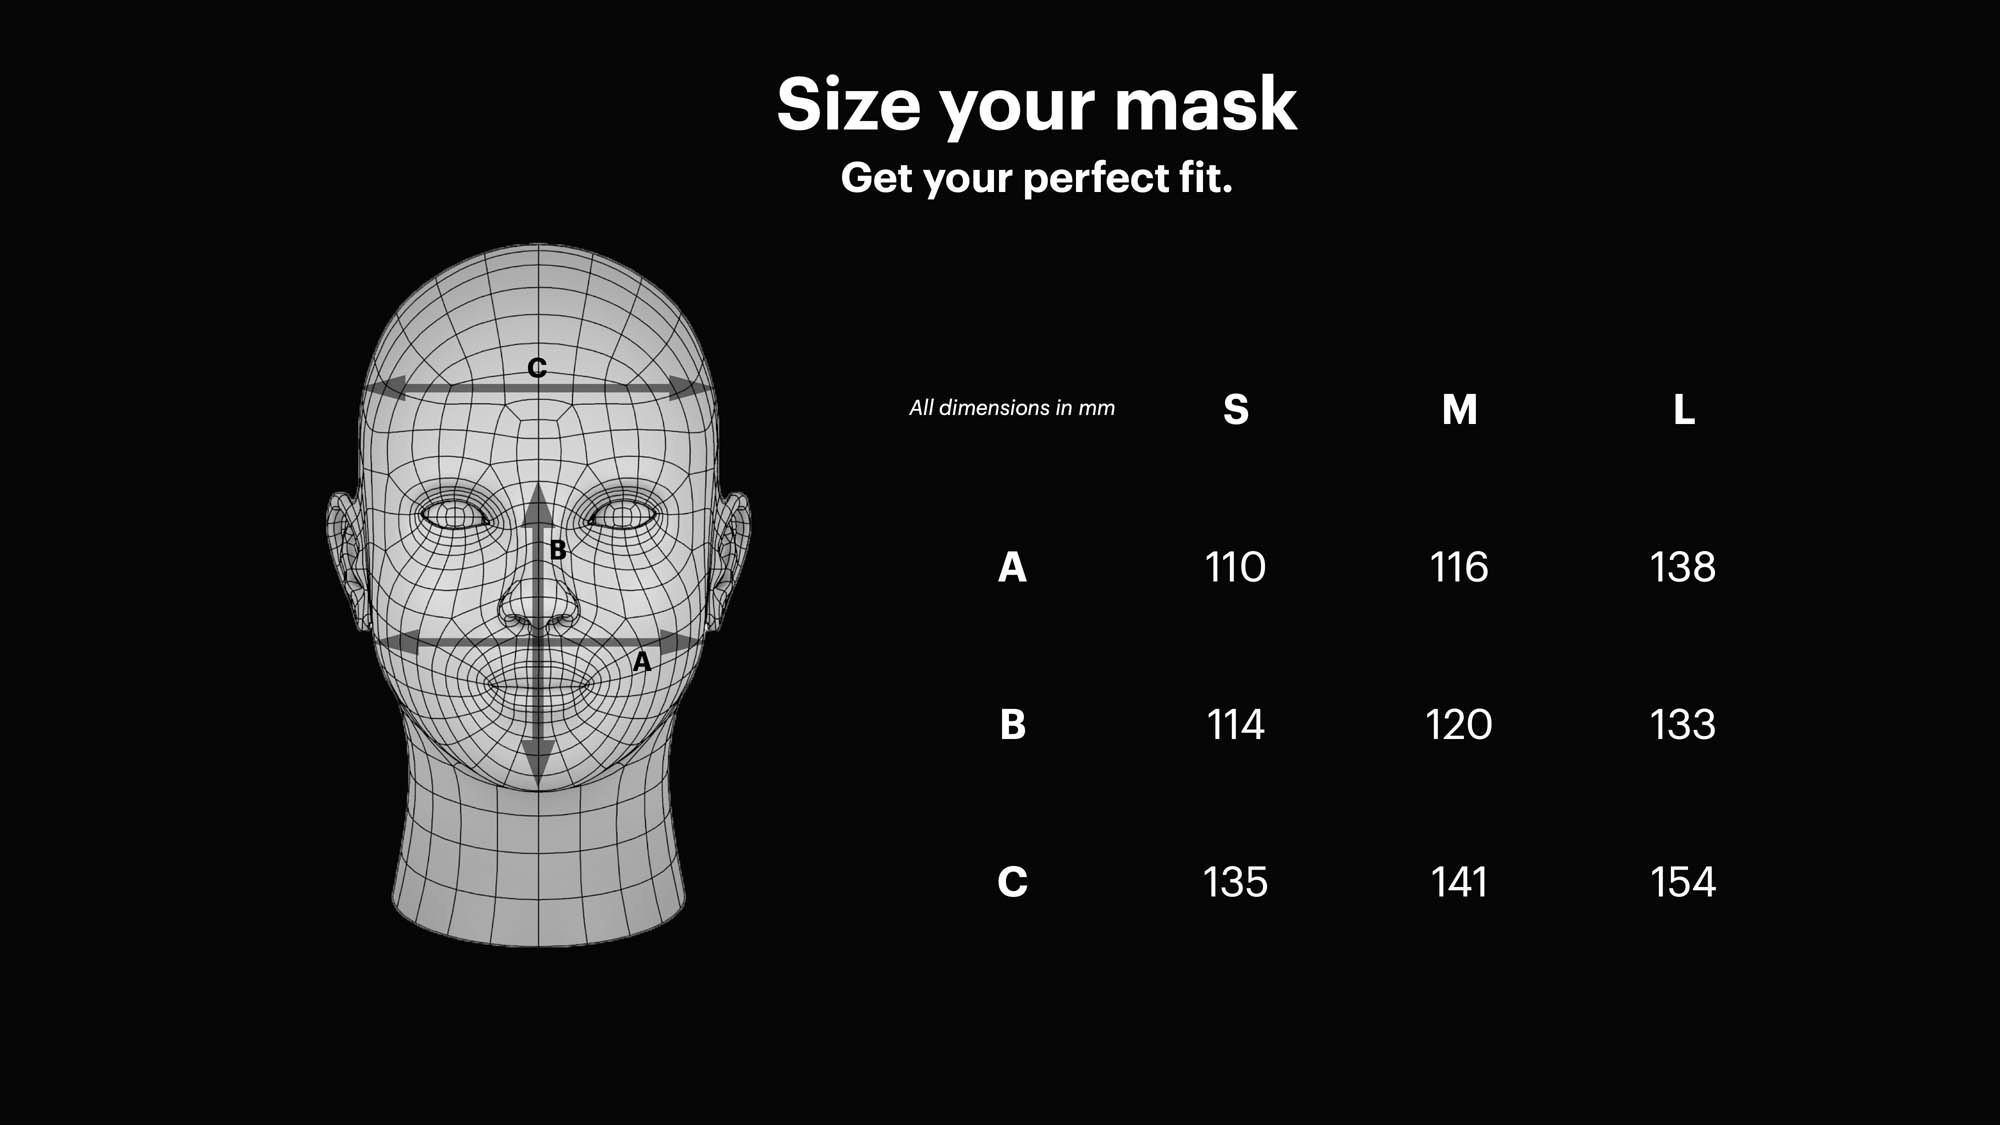 Size your mask
Get your perfect fit.
C
B
A
All dimensions in mm S M L
A 110 116 138
B 114 120 133
C 135 141 154